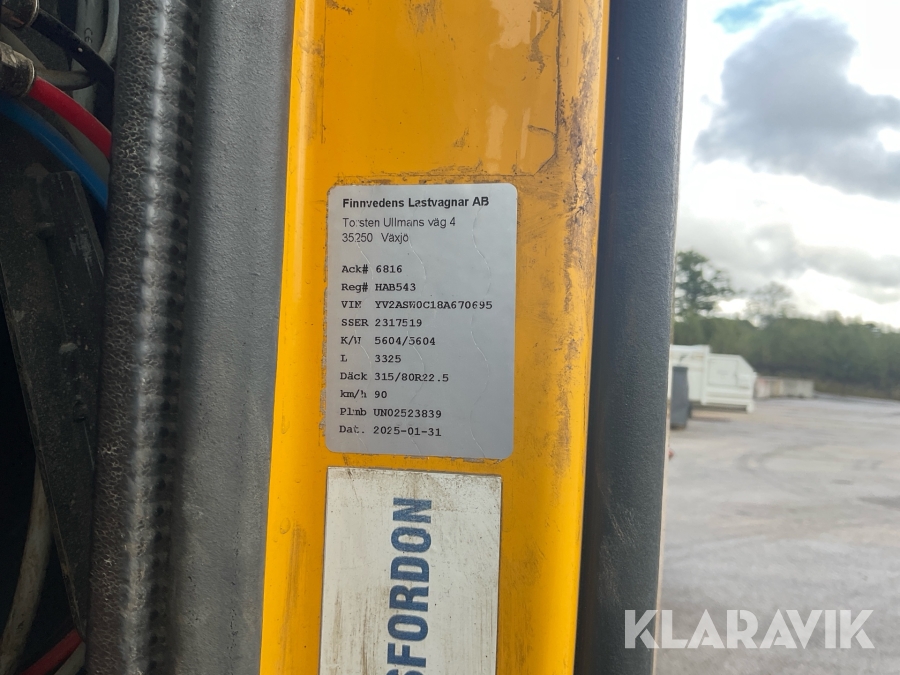 Finnvedens Lastvagnar AB
Torsten Ullmans väg 4
35250 Växjö
Ack# 6816
Reg# HAB543
VIN YV2ASW0C18A670695
SSER 2317519
K/W 5604/5604
L 3325
Däck 315/80R22.5
km/h 90
Plmb UN02523839
Dat. 2025-01-31
SFORDON
KLARAVIK